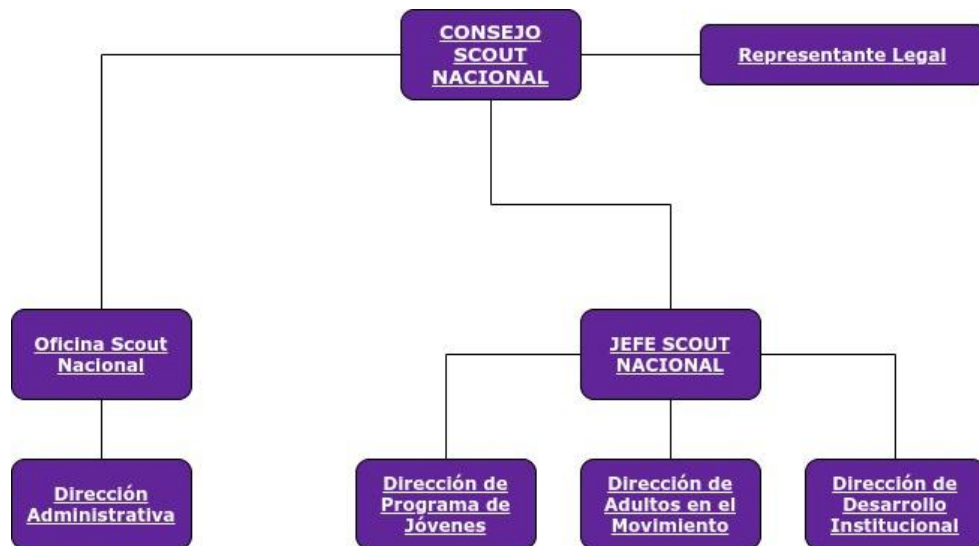 CONSEJO
SCOUT
NACIONAL
Representante Legal
Oficina Scout
Nacional
JEFE SCOUT
NACIONAL
Dirección
Administrativa
Dirección de
Programa de
Jóvenes
Dirección de
Adultos en el
Movimiento
Dirección de
Desarrollo
Institucional